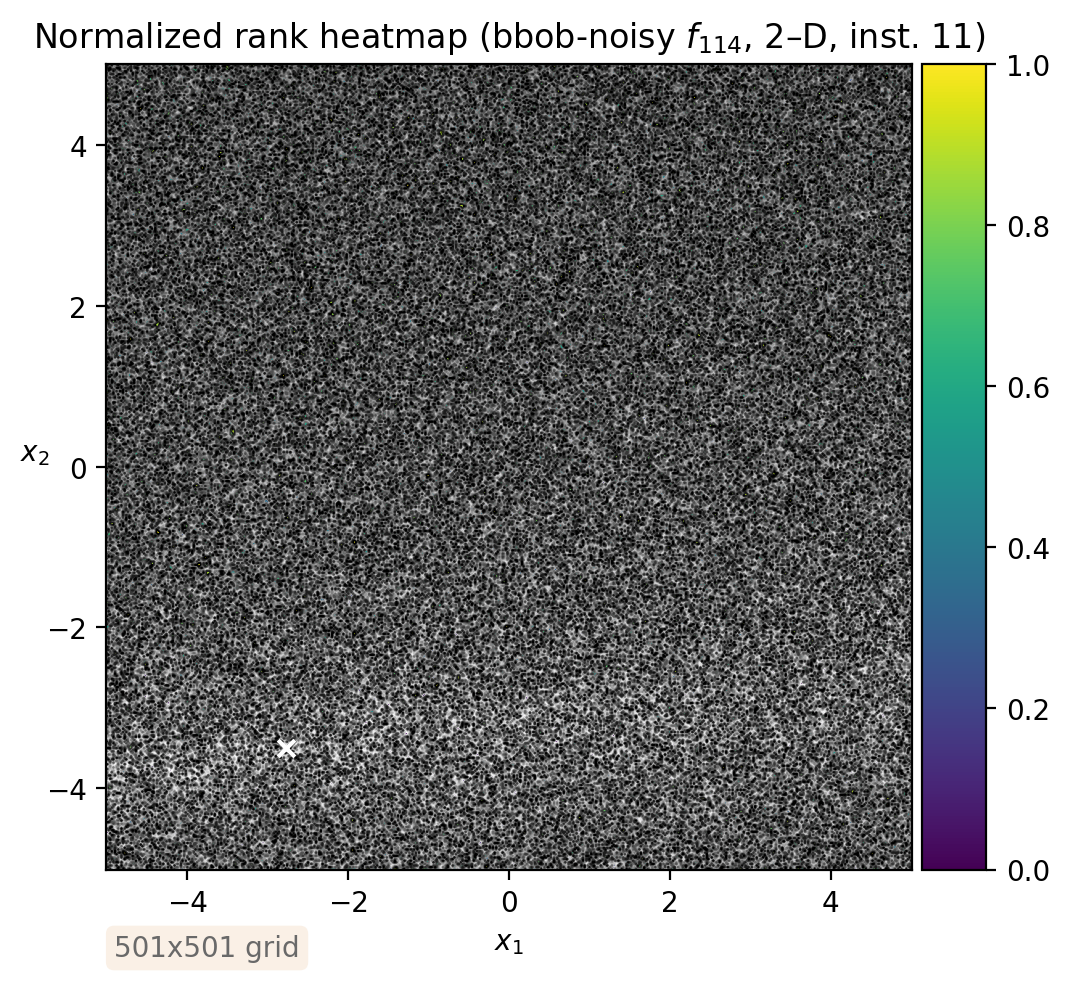 Normalized rank heatmap (bbob-noisy f₁₁₄, 2–D, inst. 11)
1.0
4
0.8
2
0.6
x₂
0
0.4
−2
0.2
−4
0.0
−4 −2 0 2 4
501x501 grid
x₁